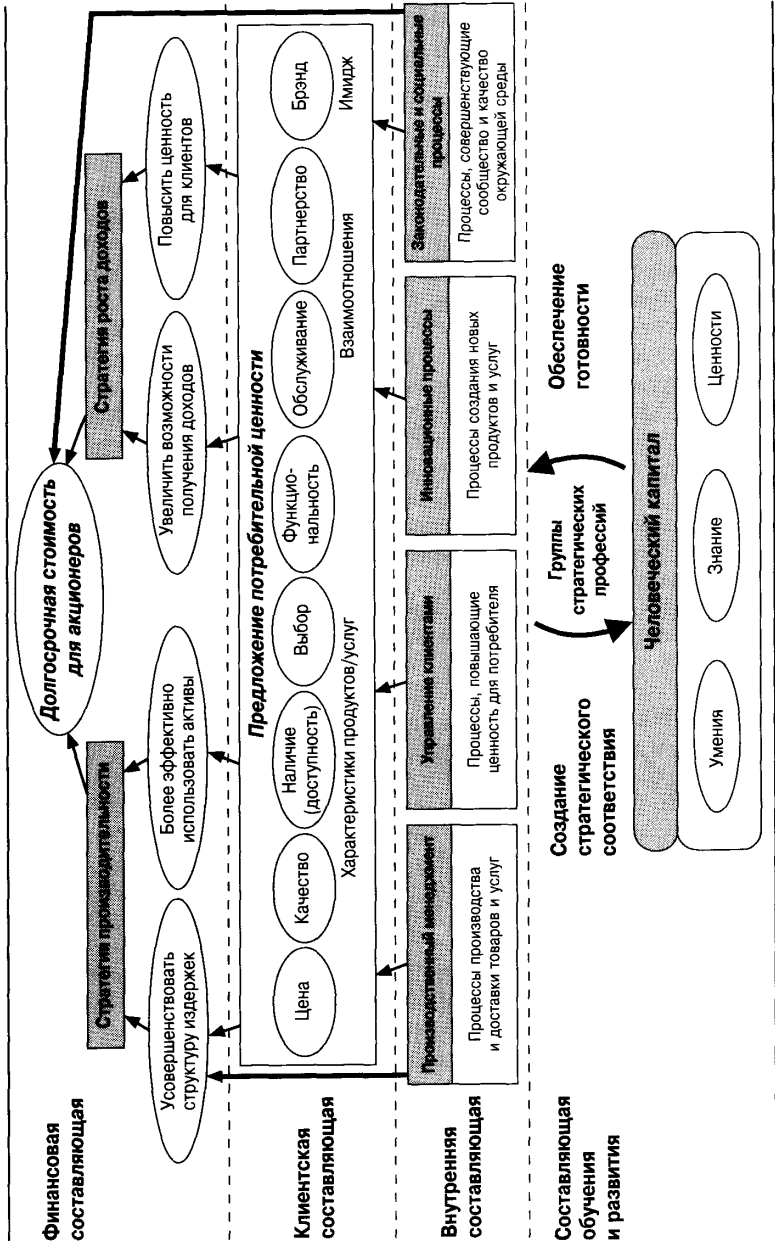 Финансовая
составляющая
Долгосрочная стоимость
для акционеров
Стратегия производительности
Стратегия роста доходов
Усовершенствовать
структуру издержек
Более эффективно
использовать активы
Увеличить возможности
получения доходов
Повысить ценность
для клиентов
Клиентская
составляющая
Предложение потребительной ценности
Цена
Качество
Наличие
(доступность)
Выбор
Функцио-
нальность
Обслуживание
Партнерство
Брэнд
Характеристики продуктов/услуг
Взаимоотношения
Имидж
Внутренняя
составляющая
Производственный менеджмент
Процессы производства
и доставки товаров и услуг
Управление клиентами
Процессы, повышающие
ценность для потребителя
Инновационные процессы
Процессы создания новых
продуктов и услуг
Законодательные и социальные
процессы
Процессы, совершенствующие
сообщество и качество
окружающей среды
Составляющая
обучения
и развития
Создание
стратегического
соответствия
Группы
стратегических
профессий
Обеспечение
готовности
Человеческий капитал
Умения
Знание
Ценности